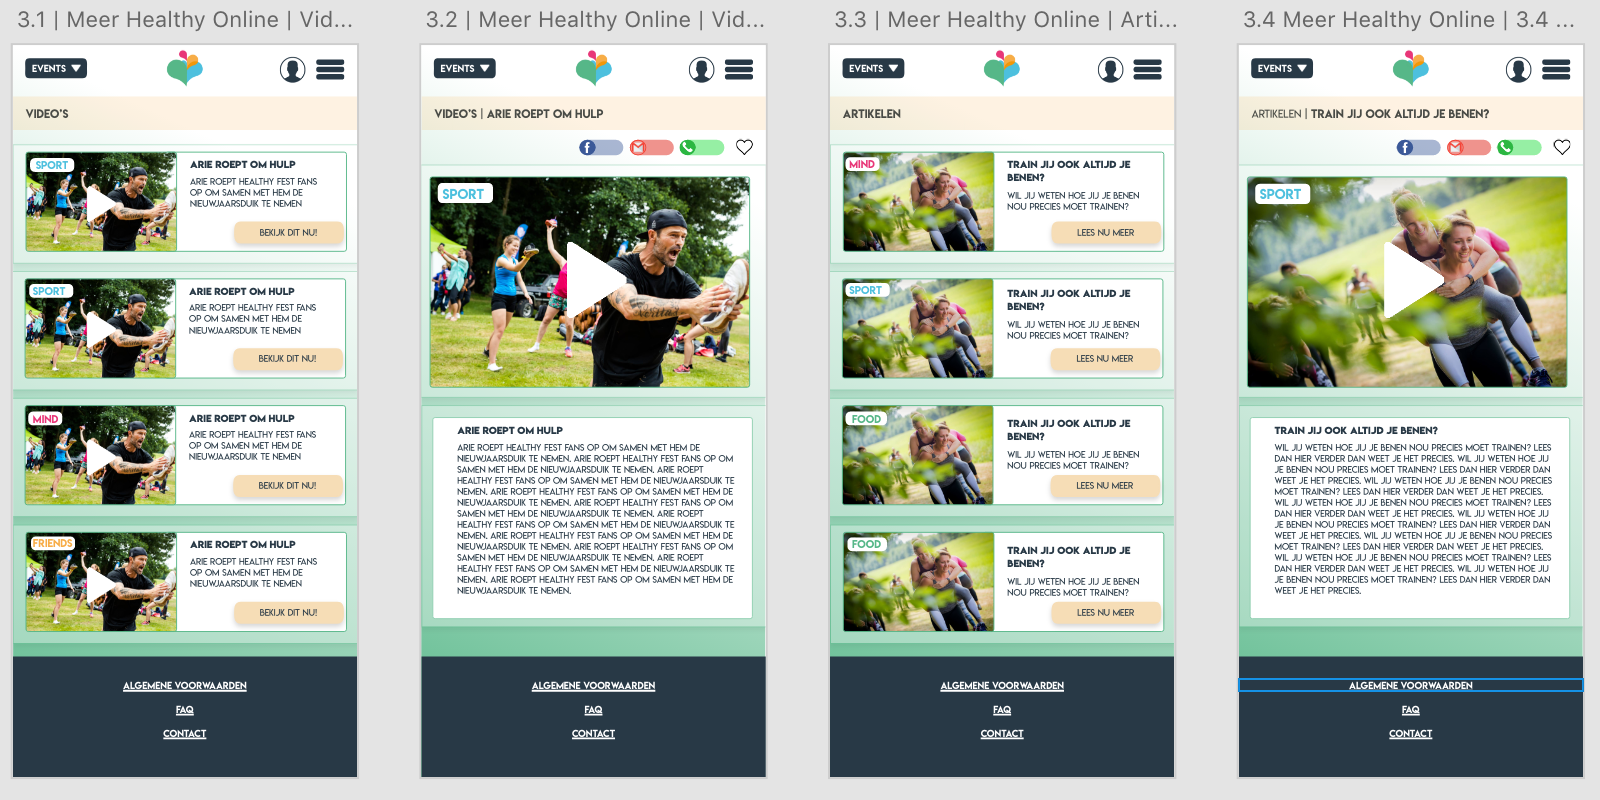 3.1 | Meer Healthy Online | Vid...
EVENTS
VIDEO'S
SPORT
ARIE ROEPT OM HULP
ARIE ROEPT HEALTHY FEST FANS
OP OM SAMEN MET HEM DE
NIEUWJAARSDUIK TE NEMEN
BEKIJK DIT NU!
SPORT
ARIE ROEPT OM HULP
ARIE ROEPT HEALTHY FEST FANS
OP OM SAMEN MET HEM DE
NIEUWJAARSDUIK TE NEMEN
BEKIJK DIT NU!
MIND
ARIE ROEPT OM HULP
ARIE ROEPT HEALTHY FEST FANS
OP OM SAMEN MET HEM DE
NIEUWJAARSDUIK TE NEMEN
BEKIJK DIT NU!
FRIENDS
ARIE ROEPT OM HULP
ARIE ROEPT HEALTHY FEST FANS
OP OM SAMEN MET HEM DE
NIEUWJAARSDUIK TE NEMEN
BEKIJK DIT NU!
ALGEMENE VOORWAARDEN
FAQ
CONTACT
3.2 | Meer Healthy Online | Vid...
EVENTS
VIDEO'S | ARIE ROEPT OM HULP
SPORT
ARIE ROEPT OM HULP
ARIE ROEPT HEALTHY FEST FANS OP OM SAMEN MET HEM DE
NIEUWJAARSDUIK TE NEMEN. ARIE ROEPT HEALTHY FEST FANS OP OM
SAMEN MET HEM DE NIEUWJAARSDUIK TE NEMEN. ARIE ROEPT
HEALTHY FEST FANS OP OM SAMEN MET HEM DE NIEUWJAARSDUIK TE
NEMEN. ARIE ROEPT HEALTHY FEST FANS OP OM SAMEN MET HEM DE
NIEUWJAARSDUIK TE NEMEN. ARIE ROEPT HEALTHY FEST FANS OP OM
SAMEN MET HEM DE NIEUWJAARSDUIK TE NEMEN. ARIE ROEPT
HEALTHY FEST FANS OP OM SAMEN MET HEM DE NIEUWJAARSDUIK TE
NEMEN. ARIE ROEPT HEALTHY FEST FANS OP OM SAMEN MET HEM DE
NIEUWJAARSDUIK TE NEMEN. ARIE ROEPT HEALTHY FEST FANS OP OM
SAMEN MET HEM DE NIEUWJAARSDUIK TE NEMEN. ARIE ROEPT
HEALTHY FEST FANS OP OM SAMEN MET HEM DE NIEUWJAARSDUIK TE
NEMEN. ARIE ROEPT HEALTHY FEST FANS OP OM SAMEN MET HEM DE
NIEUWJAARSDUIK TE NEMEN.
ALGEMENE VOORWAARDEN
FAQ
CONTACT
3.3 | Meer Healthy Online | Arti...
EVENTS
ARTIKELEN
MIND
TRAIN JIJ OOK ALTIJD JE
BENEN?
WIL JIJ WETEN HOE JIJ JE BENEN
NOU PRECIES MOET TRAINEN?
LEES NU MEER
SPORT
TRAIN JIJ OOK ALTIJD JE
BENEN?
WIL JIJ WETEN HOE JIJ JE BENEN
NOU PRECIES MOET TRAINEN?
LEES NU MEER
FOOD
TRAIN JIJ OOK ALTIJD JE
BENEN?
WIL JIJ WETEN HOE JIJ JE BENEN
NOU PRECIES MOET TRAINEN?
LEES NU MEER
FOOD
TRAIN JIJ OOK ALTIJD JE
BENEN?
WIL JIJ WETEN HOE JIJ JE BENEN
NOU PRECIES MOET TRAINEN?
LEES NU MEER
ALGEMENE VOORWAARDEN
FAQ
CONTACT
3.4 Meer Healthy Online | 3.4 ...
EVENTS
ARTIKELEN | TRAIN JIJ OOK ALTIJD JE BENEN?
SPORT
TRAIN JIJ OOK ALTIJD JE BENEN?
WIL JIJ WETEN HOE JIJ JE BENEN NOU PRECIES MOET TRAINEN? LEES
DAN HIER VERDER DAN WEET JE HET PRECIES. WIL JIJ WETEN HOE JIJ
JE BENEN NOU PRECIES MOET TRAINEN? LEES DAN HIER VERDER DAN
WEET JE HET PRECIES. WIL JIJ WETEN HOE JIJ JE BENEN NOU PRECIES
MOET TRAINEN? LEES DAN HIER VERDER DAN WEET JE HET PRECIES.
WIL JIJ WETEN HOE JIJ JE BENEN NOU PRECIES MOET TRAINEN? LEES
DAN HIER VERDER DAN WEET JE HET PRECIES. WIL JIJ WETEN HOE JIJ
JE BENEN NOU PRECIES MOET TRAINEN? LEES DAN HIER VERDER DAN
WEET JE HET PRECIES. WIL JIJ WETEN HOE JIJ JE BENEN NOU PRECIES
MOET TRAINEN? LEES DAN HIER VERDER DAN WEET JE HET PRECIES.
WIL JIJ WETEN HOE JIJ JE BENEN NOU PRECIES MOET TRAINEN? LEES
DAN HIER VERDER DAN WEET JE HET PRECIES. WIL JIJ WETEN HOE JIJ
JE BENEN NOU PRECIES MOET TRAINEN? LEES DAN HIER VERDER DAN
WEET JE HET PRECIES.
ALGEMENE VOORWAARDEN
FAQ
CONTACT